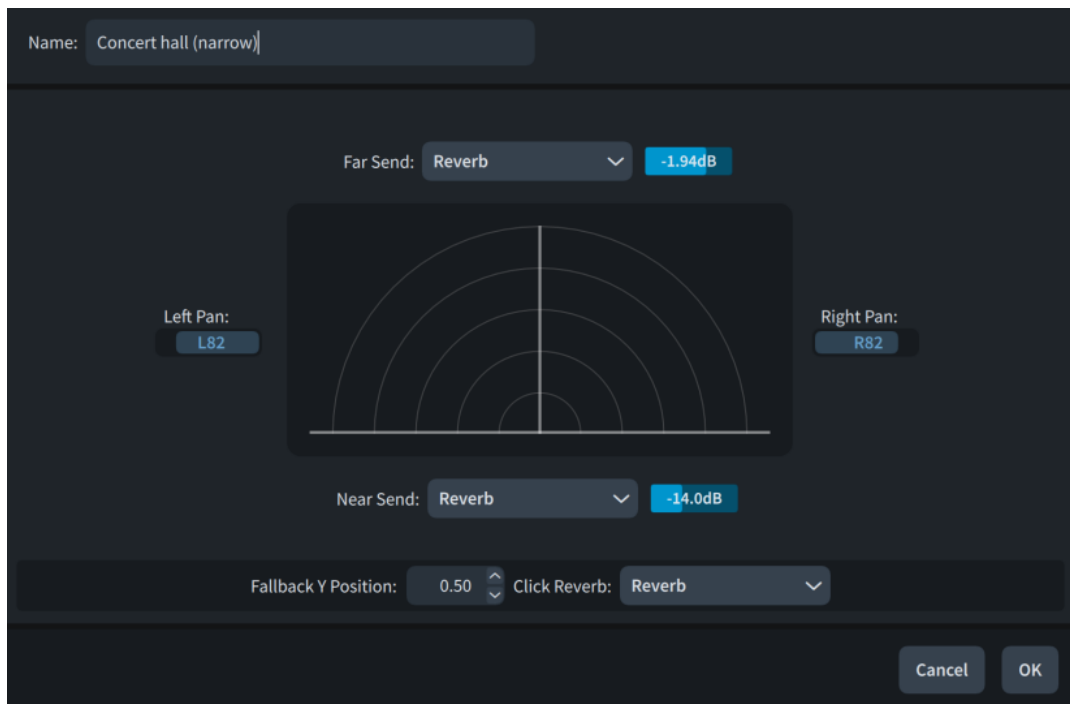 Name: Concert hall (narrow)
Far Send: Reverb -1.94dB
Left Pan:
L82
Right Pan:
R82
Near Send: Reverb -14.0dB
Fallback Y Position: 0.50 Click Reverb: Reverb
Cancel OK